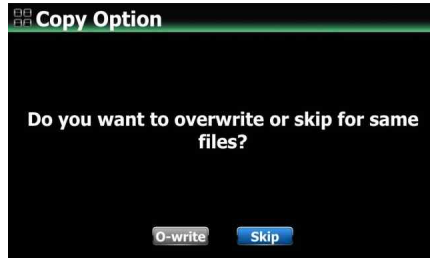 Copy Option
Do you want to overwrite or skip for same
files?
O-write
Skip